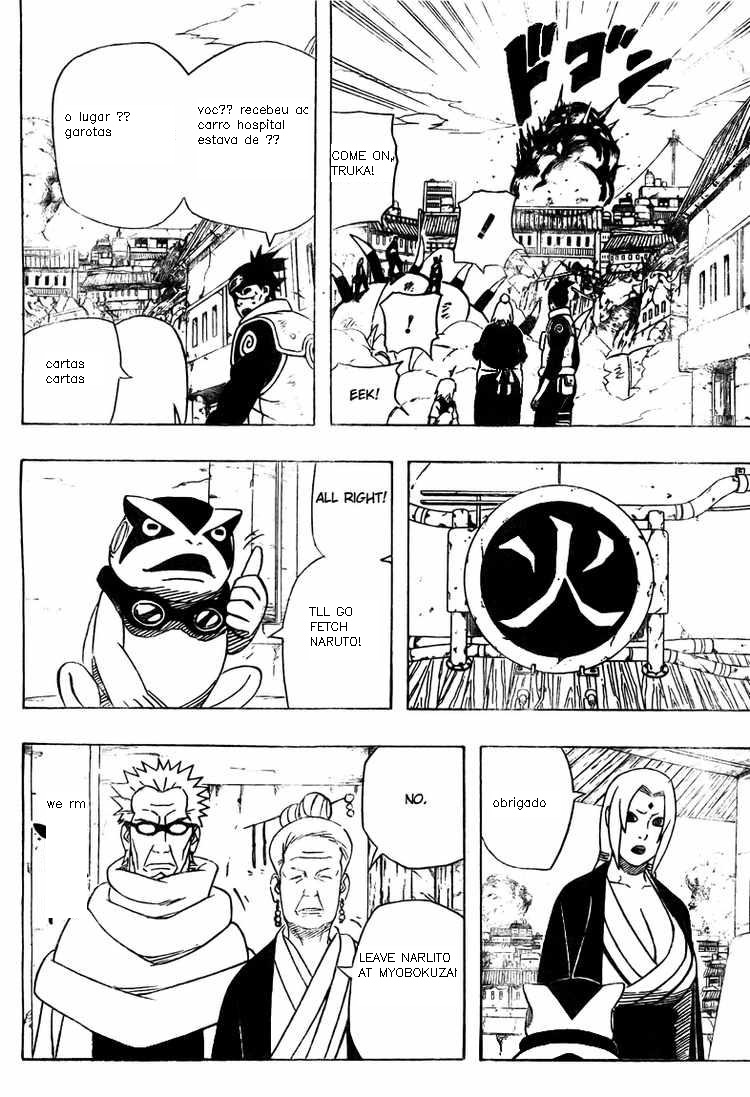 ドゴン
COME ON,
TRUKA!
!
!
EEK!
voc?? recebeu ac
carro hospital
estava de ??
o lugar ??
garotas
cartas
cartas
火
ALL RIGHT!
TLL GO
FETCH
NARUTO!
obrigado
NO.
LEAVE NARLITO
AT MYOBOKUZAI
we rm